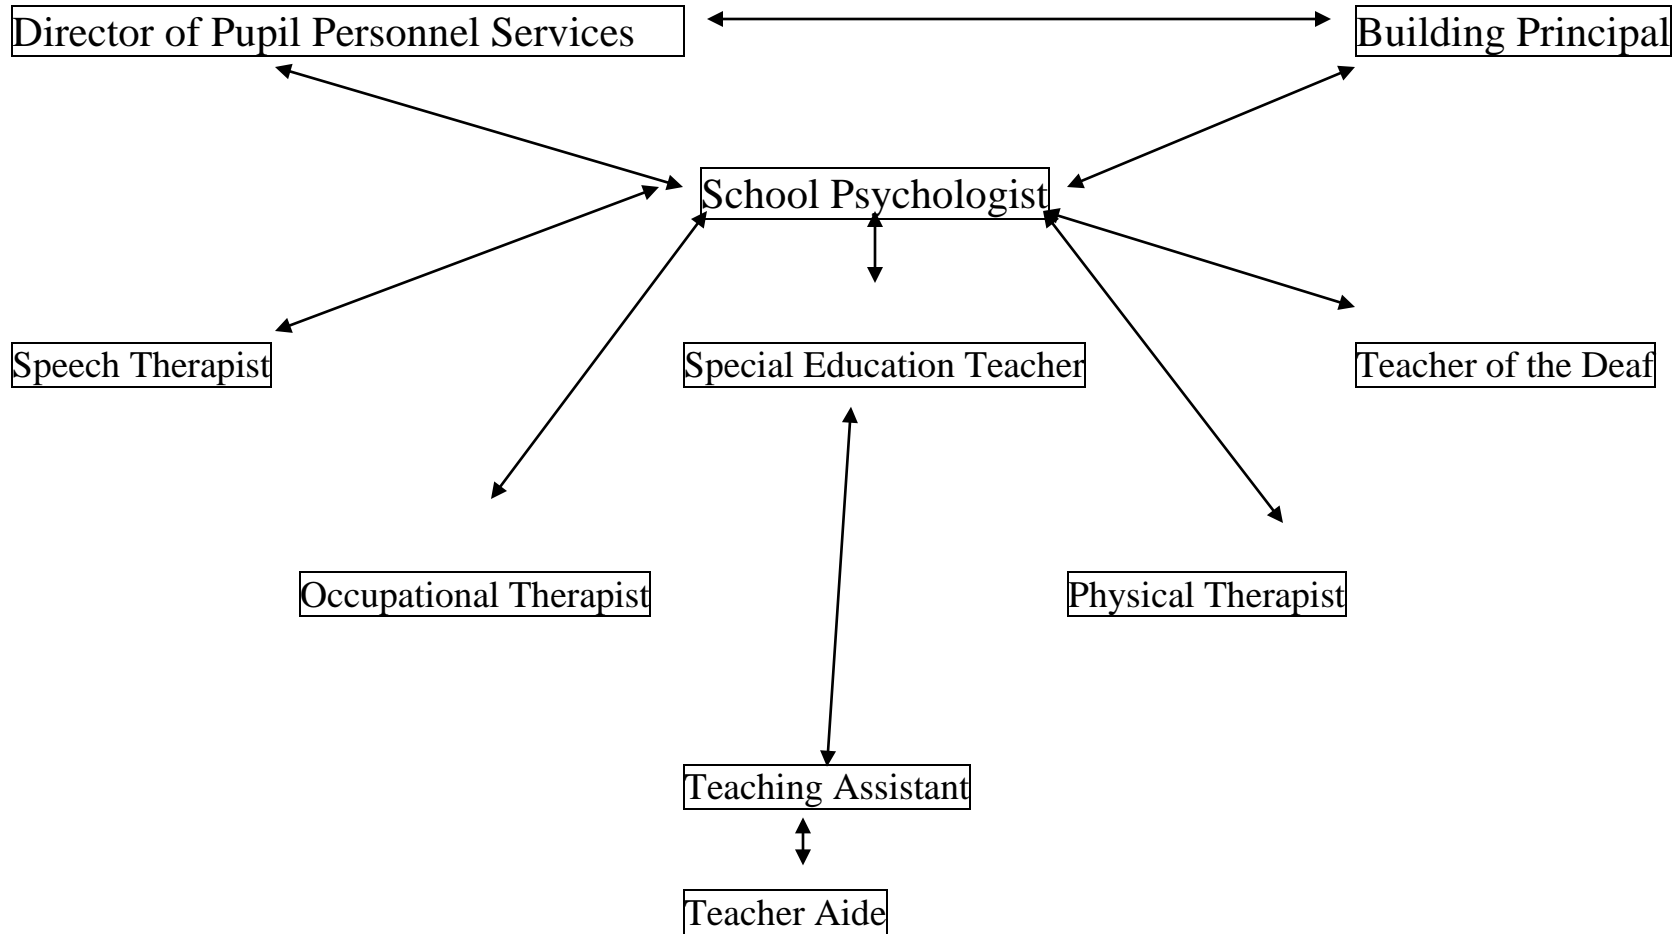 Director of Pupil Personnel Services
Building Principal
School Psychologist
Speech Therapist
Special Education Teacher
Teacher of the Deaf
Occupational Therapist
Physical Therapist
Teaching Assistant
Teacher Aide